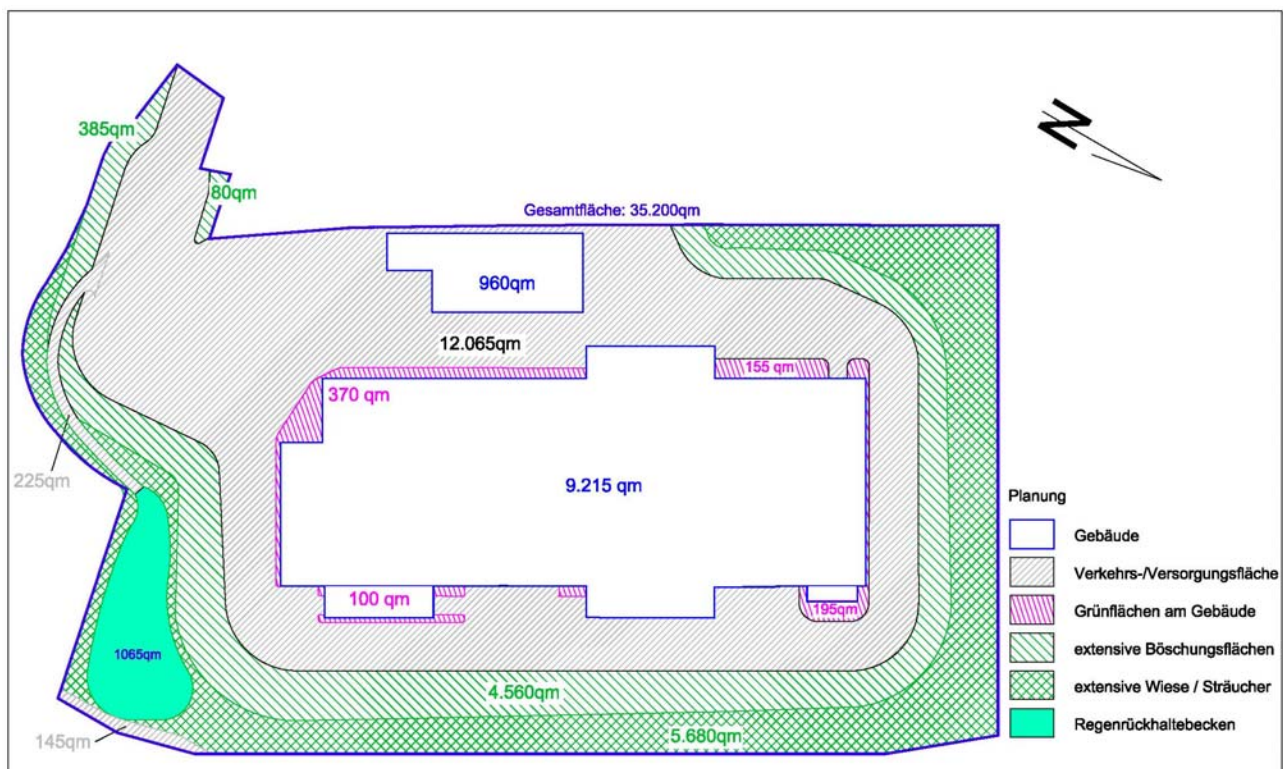 385qm
80qm
N
Gesamtfläche: 35.200qm
960qm
12.065qm
155 qm
370 qm
225qm
9.215 qm
Planung
Gebäude
Verkehrs-/Versorgungsfläche
100 qm
195qm
Grünflächen am Gebäude
extensive Böschungsflächen
1065qm
4.560qm
extensive Wiese / Sträucher
145qm
5.680qm
Regenrückhaltebecken